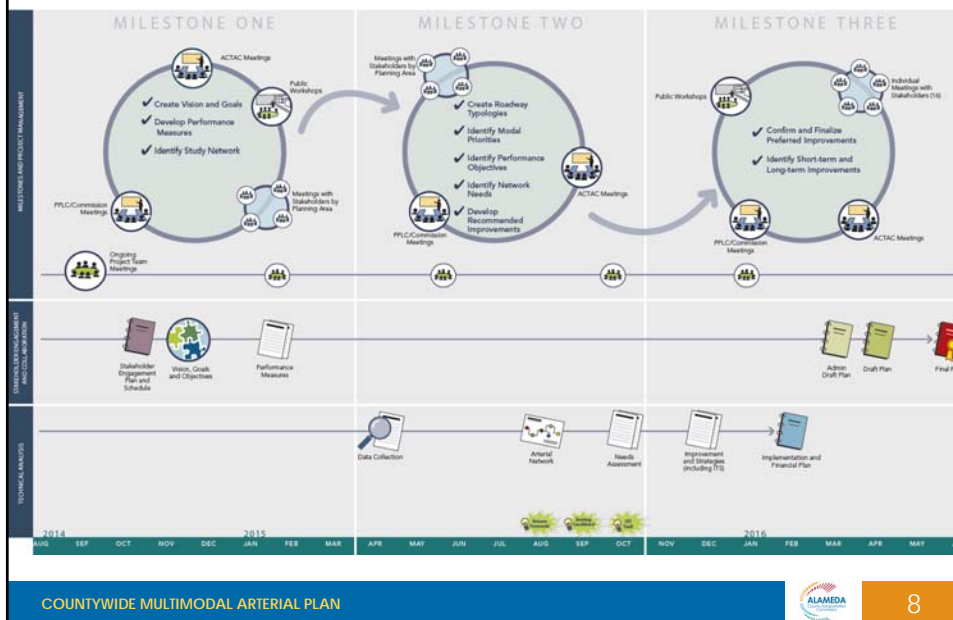 MILESTONE ONE
MILESTONE TWO
MILESTONE THREE
MILESTONES AND PROJECT MANAGEMENT
ACTAC Meetings
Public
Workshops
✓ Create Vision and Goals
✓ Develop Performance
Measures
✓ Identify Study Network
PPLC/Commission
Meetings
Meetings with
Stakeholders by
Planning Area
Ongoing
Project Team
Meetings
Meetings with
Stakeholders by
Planning Area
✓ Create Roadway
Typologies
✓ Identify Modal
Priorities
✓ Identify Performance
Objectives
✓ Identify Network
Needs
✓ Develop
Recommended
Improvements
ACTAC Meetings
PPLC/Commission
Meetings
Public Workshops
Individual
Meetings with
Stakeholders (16)
✓ Confirm and Finalize
Preferred Improvements
✓ Identify Short-term and
Long-term Improvements
PPLC/Commission
Meetings
ACTAC Meetings
STAKEHOLDER ENGAGEMENT
AND COLLABORATION
Stakeholder
Engagement
Plan and
Schedule
Vision, Goals
and Objectives
Performance
Measures
Admin
Draft Plan
Draft Plan
Final
TECHNICAL ANALYSIS
Data Collection
Arterial
Network
Needs
Assessment
Improvement
and Strategies
(including ITS)
Implementation and
Financial Plan
2014
2015
2016
AUG SEP OCT NOV DEC JAN FEB MAR APR MAY JUN JUL AUG SEP OCT NOV DEC JAN FEB MAR APR MAY
COUNTYWIDE MULTIMODAL ARTERIAL PLAN
ALAMEDA
County Transportation
Commission
8